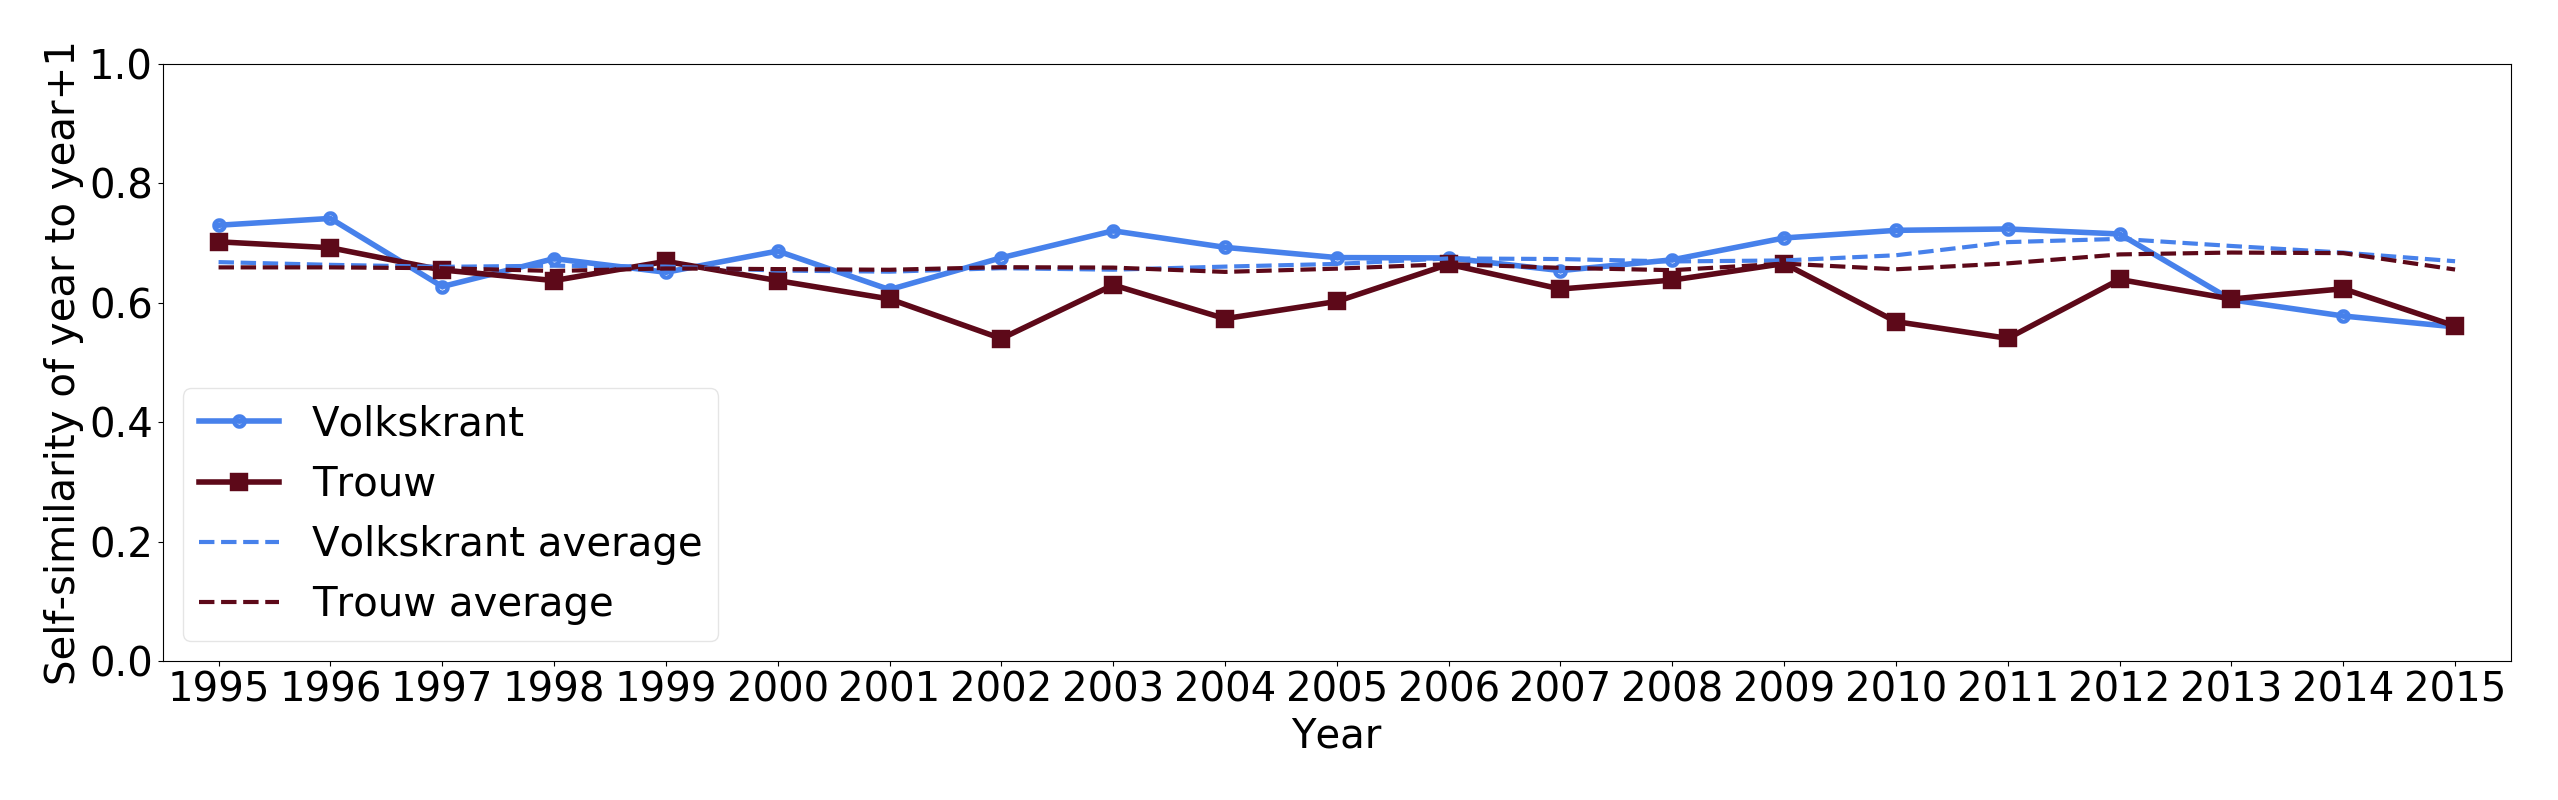 Self-similarity of year to year+1
1.0
0.8
0.6
0.4
0.2
0.0
Volkskrant
Trouw
Volkskrant average
Trouw average
1995 1996 1997 1998 1999 2000 2001 2002 2003 2004 2005 2006 2007 2008 2009 2010 2011 2012 2013 2014 2015
Year